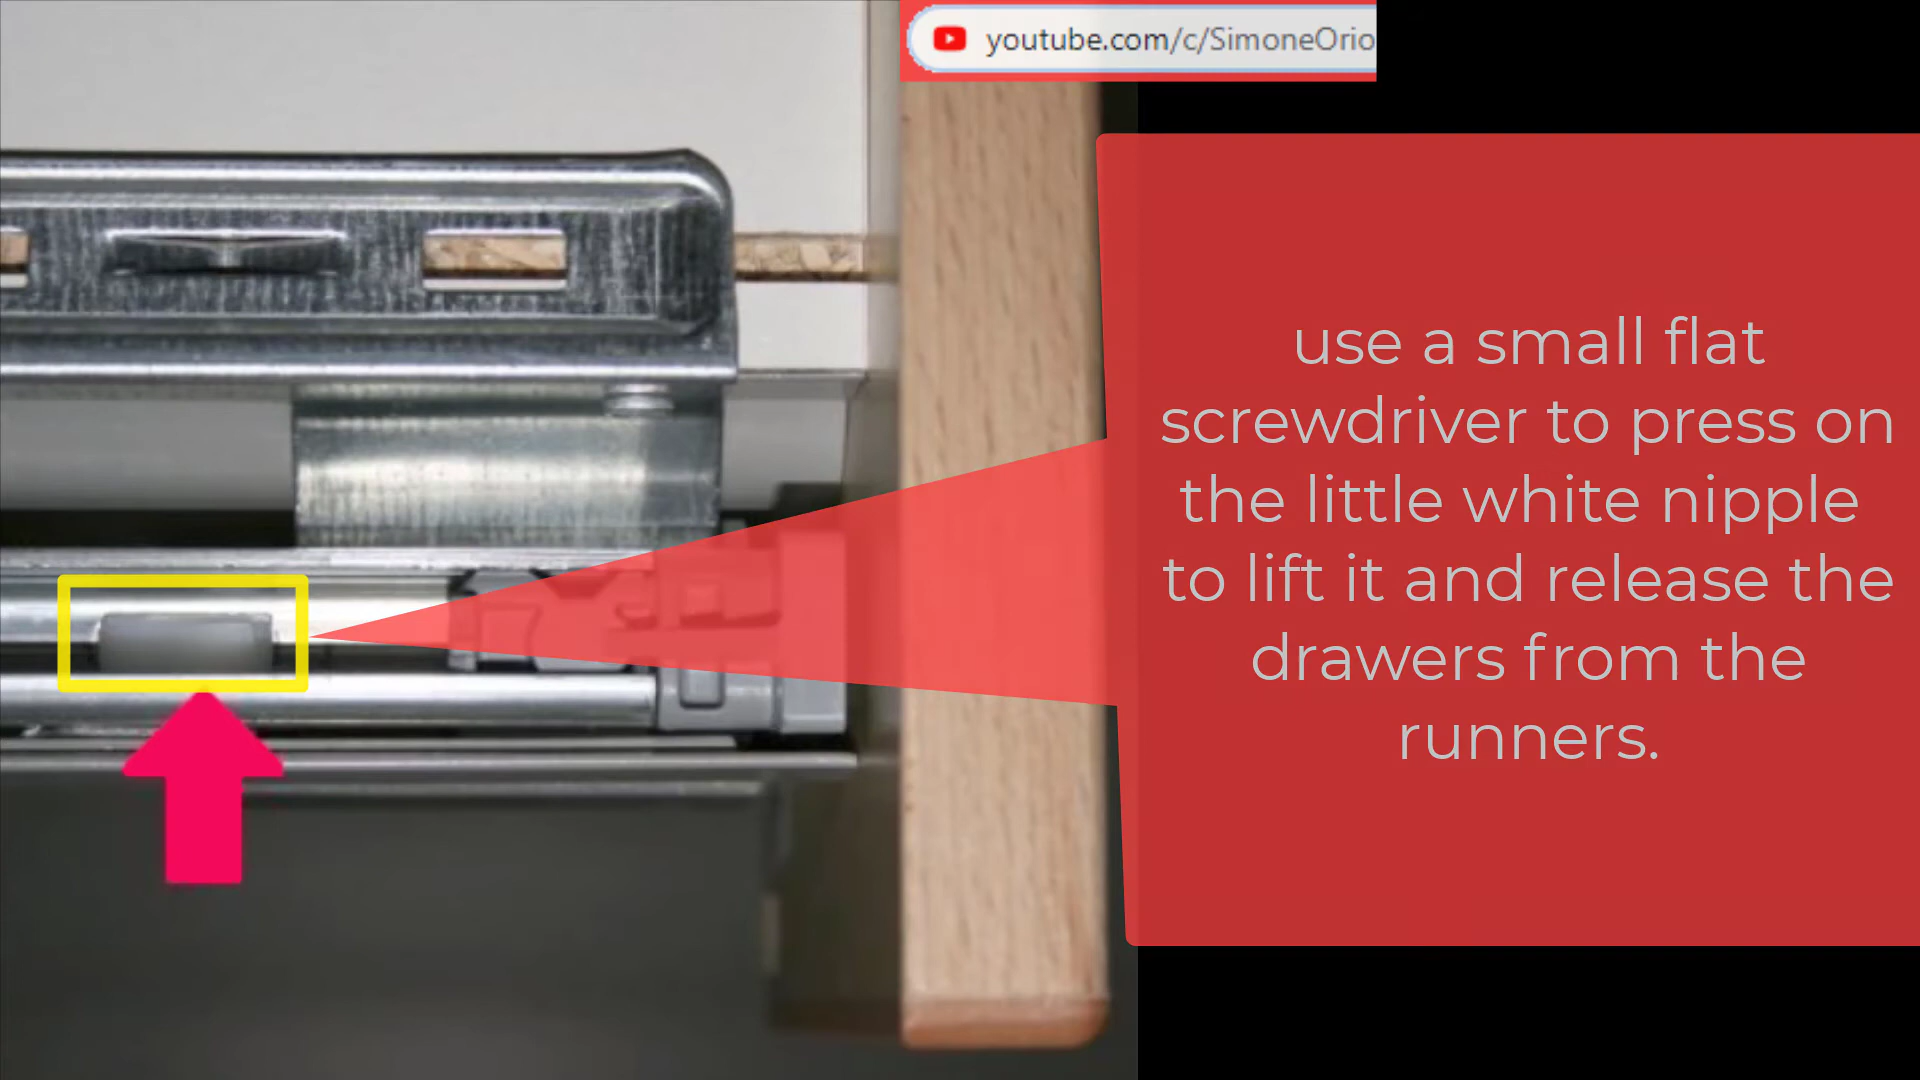 youtube.com/c/SimoneOrio
use a small flat
screwdriver to press on
the little white nipple
to lift it and release the
drawers from the
runners.